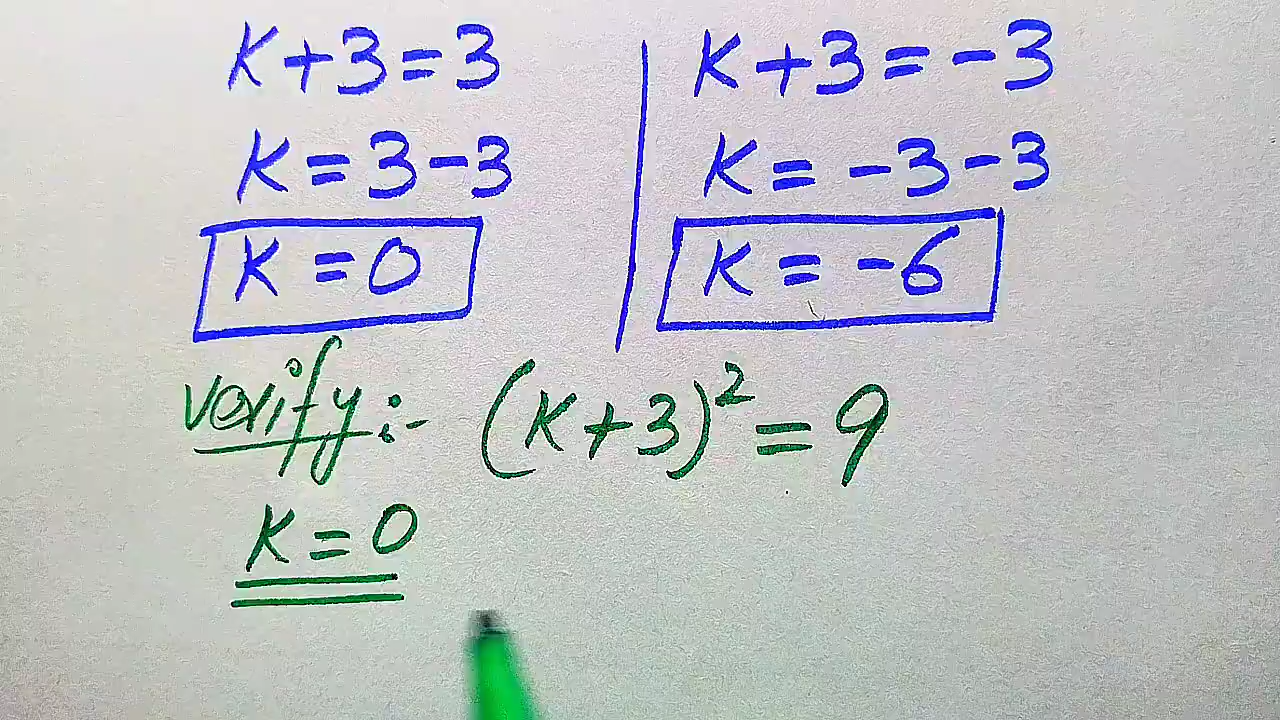 K+3=3
K=3-3
K=0
K+3=-3
K=-3-3
K=-6
verify:- (K+3)²=9
K=0